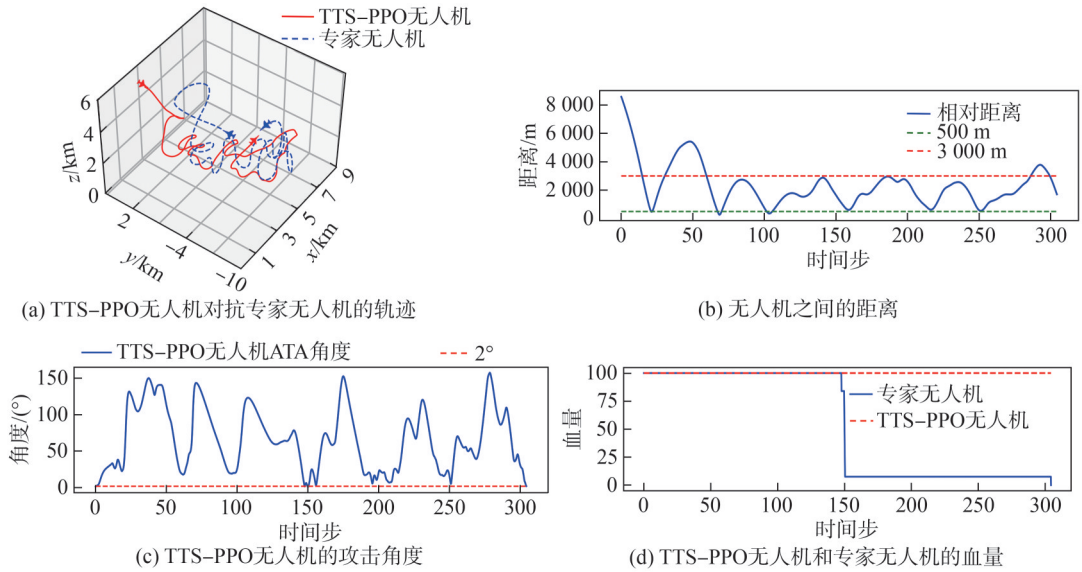 TTS–PPO无人机
专家无人机
6
4
2
0
z/km
2
−4
−10
y/km
1
3
5
7
9
x/km
(a) TTS–PPO无人机对抗专家无人机的轨迹
8 000
6 000
4 000
2 000
0
距离/m
相对距离
500 m
3 000 m
0 50 100 150 200 250 300
时间步
(b) 无人机之间的距离
TTS–PPO无人机ATA角度 2°
150
100
50
0
角度/(°)
0 50 100 150 200 250 300
时间步
(c) TTS–PPO无人机的攻击角度
100
75
50
25
0
血量
专家无人机
TTS–PPO无人机
0 50 100 150 200 250 300
时间步
(d) TTS–PPO无人机和专家无人机的血量